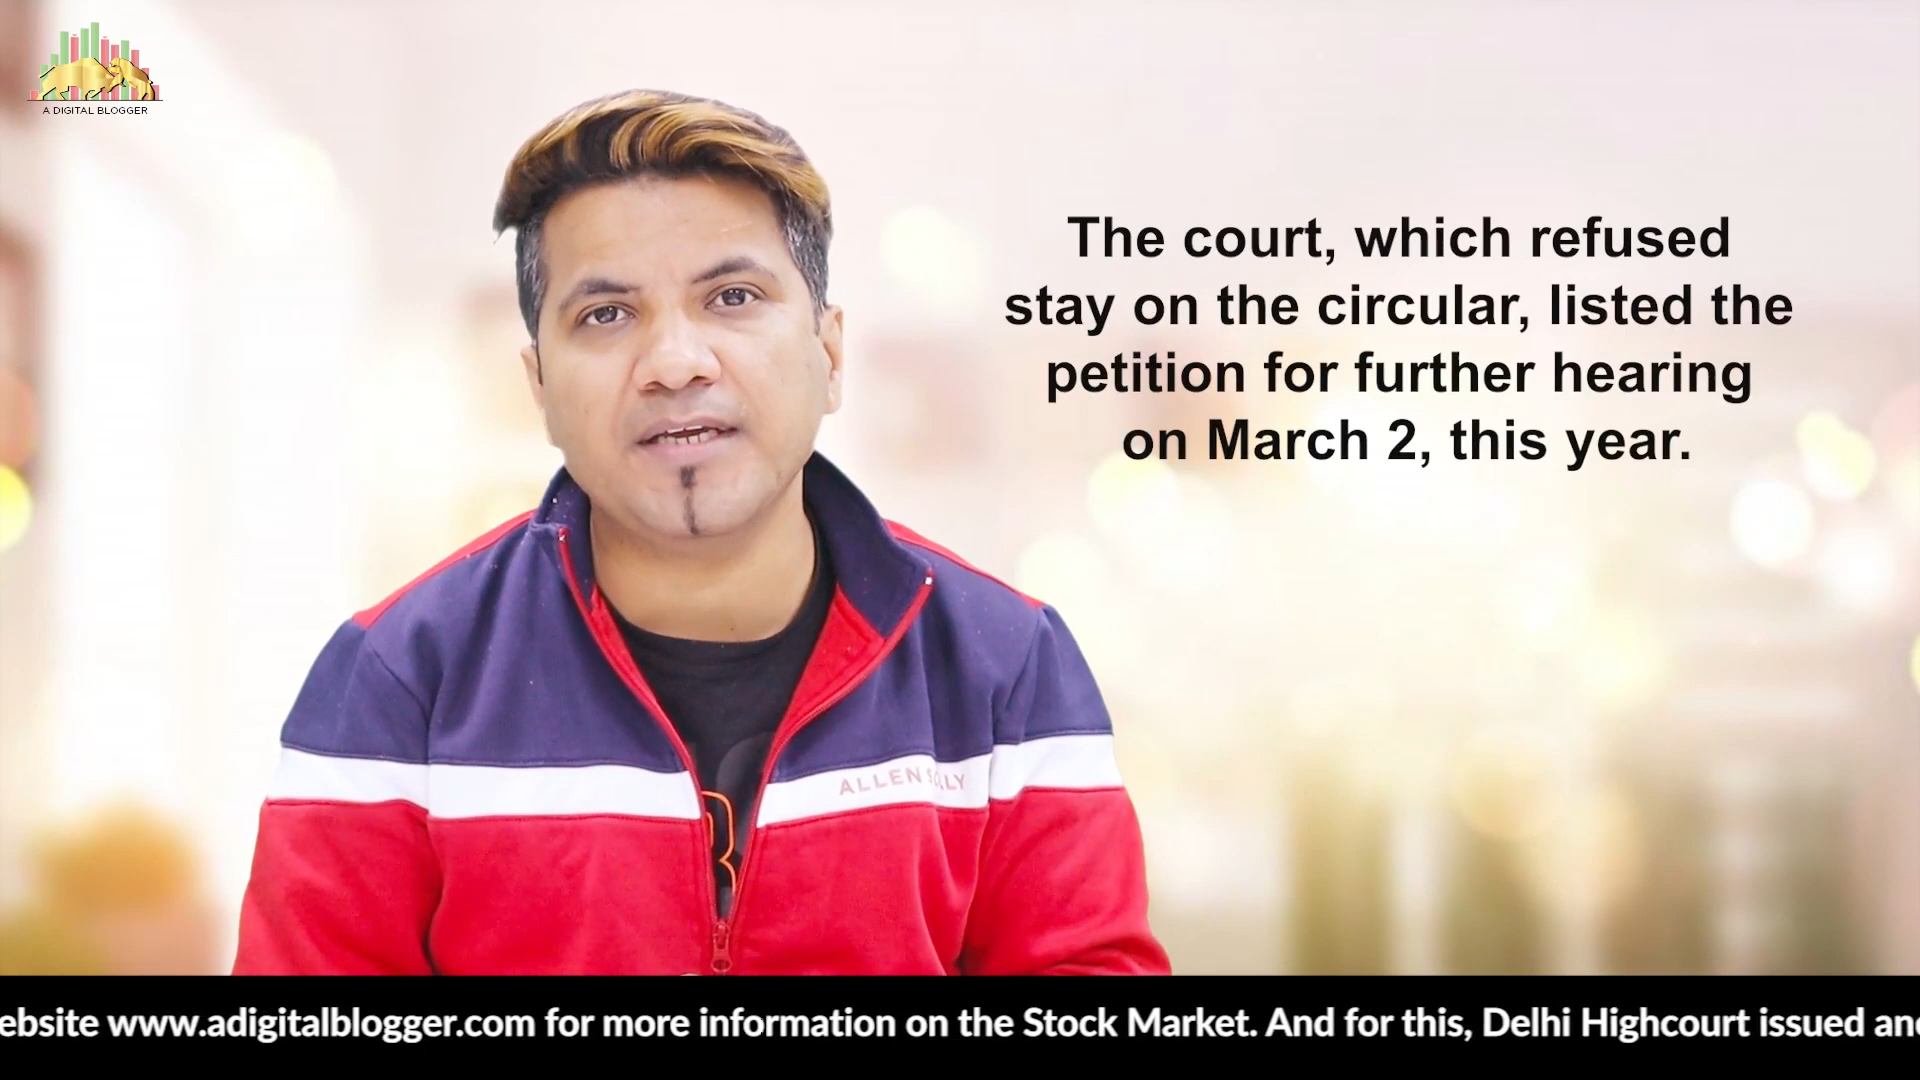 A DIGITAL BLOGGER
The court, which refused
stay on the circular, listed the
petition for further hearing
on March 2, this year.
ALLEN
ebsite www.adigitalblogger.com for more information on the Stock Market. And for this, Delhi Highcourt issued an